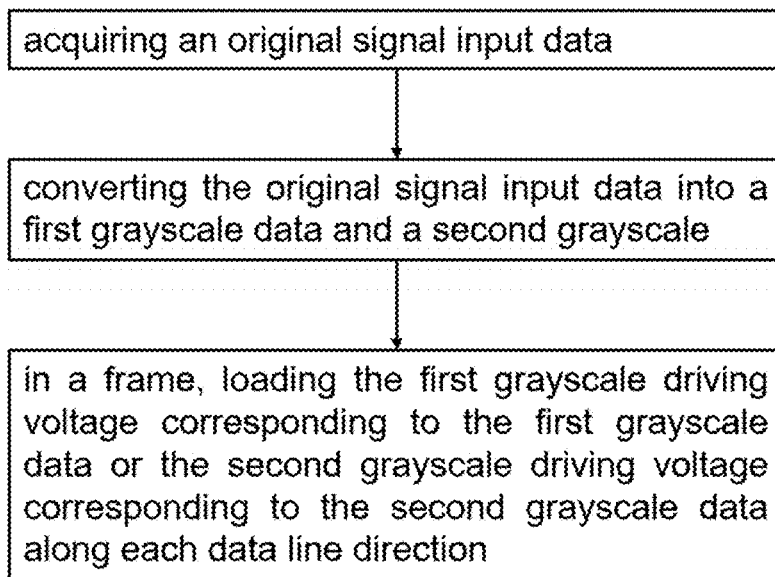 acquiring an original signal input data
converting the original signal input data into a
first grayscale data and a second grayscale
in a frame, loading the first grayscale driving
voltage corresponding to the first grayscale
data or the second grayscale driving voltage
corresponding to the second grayscale data
along each data line direction